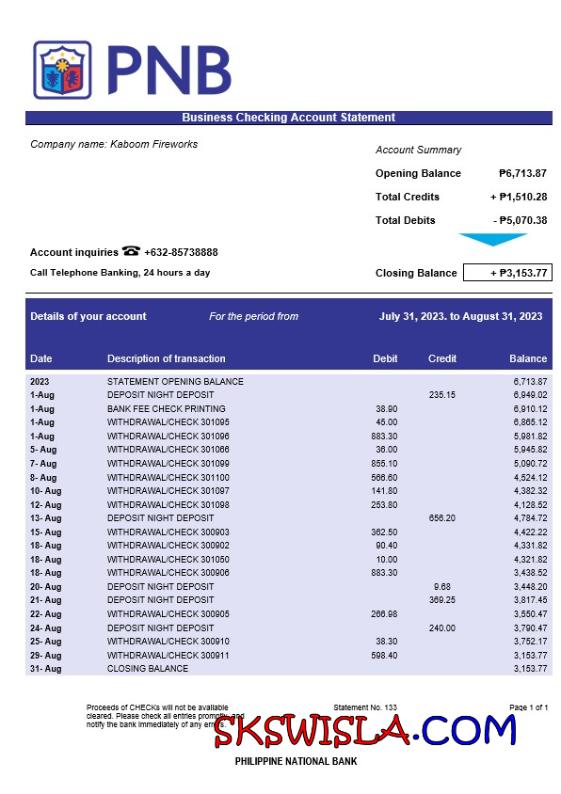 PNB
Business Checking Account Statement
Company name: Kaboom Fireworks
Account Summary
Opening Balance ₱6,713.87
Total Credits + ₱1,510.28
Total Debits - ₱5,070.38
Account inquiries ☎ +632-85738888
Call Telephone Banking, 24 hours a day
Closing Balance + ₱3,153.77
Details of your account For the period from July 31, 2023. to August 31, 2023
Date Description of transaction Debit Credit Balance
2023 STATEMENT OPENING BALANCE 6,713.87
1-Aug DEPOSIT NIGHT DEPOSIT 235.15 6,949.02
1-Aug BANK FEE CHECK PRINTING 38.90 6,910.12
1-Aug WITHDRAWAL/CHECK 301095 45.00 6,865.12
1-Aug WITHDRAWAL/CHECK 301096 883.30 5,981.82
5- Aug WITHDRAWAL/CHECK 301066 36.00 5,945.82
7- Aug WITHDRAWAL/CHECK 301099 855.10 5,090.72
8- Aug WITHDRAWAL/CHECK 301100 566.60 4,524.12
10- Aug WITHDRAWAL/CHECK 301097 141.80 4,382.32
12- Aug WITHDRAWAL/CHECK 301098 253.80 4,128.52
13- Aug DEPOSIT NIGHT DEPOSIT 656.20 4,784.72
15- Aug WITHDRAWAL/CHECK 300903 362.50 4,422.22
18- Aug WITHDRAWAL/CHECK 300902 90.40 4,331.82
18- Aug WITHDRAWAL/CHECK 301050 10.00 4,321.82
18- Aug WITHDRAWAL/CHECK 300906 883.30 3,438.52
20- Aug DEPOSIT NIGHT DEPOSIT 9.68 3,448.20
21- Aug DEPOSIT NIGHT DEPOSIT 369.25 3,817.45
22- Aug WITHDRAWAL/CHECK 300905 266.98 3,550.47
24- Aug DEPOSIT NIGHT DEPOSIT 240.00 3,790.47
25- Aug WITHDRAWAL/CHECK 300910 38.30 3,752.17
29- Aug WITHDRAWAL/CHECK 300911 598.40 3,153.77
31- Aug CLOSING BALANCE 3,153.77
Proceeds of CHECKs will not be available Statement No. 133 Page 1 of 1
cleared. Please check all entries promptly, and
notify the bank immediately of any
SKSWISLA.COM
PHILIPPINE NATIONAL BANK